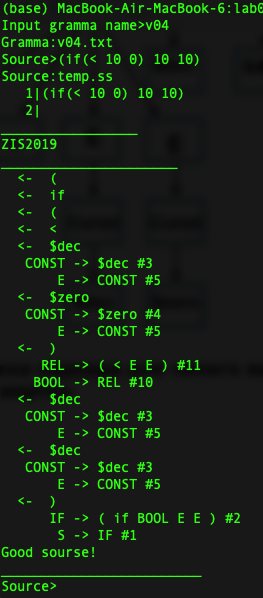 (base) MacBook-Air-MacBook-6:lab0
Input gramma name>v04
Gramma:v04.txt
Source>(if(< 10 0) 10 10)
Source:temp.ss
1|(if(< 10 0) 10 10)
2|
_________________
ZIS2019
______________________
<- (
<- if
<- (
<- <
<- $dec
CONST -> $dec #3
E -> CONST #5
<- $zero
CONST -> $zero #4
E -> CONST #5
<- )
REL -> ( < E E ) #11
BOOL -> REL #10
<- $dec
CONST -> $dec #3
E -> CONST #5
<- $dec
CONST -> $dec #3
E -> CONST #5
<- )
IF -> ( if BOOL E E ) #2
S -> IF #1
Good sourse!
_________________________
Source>